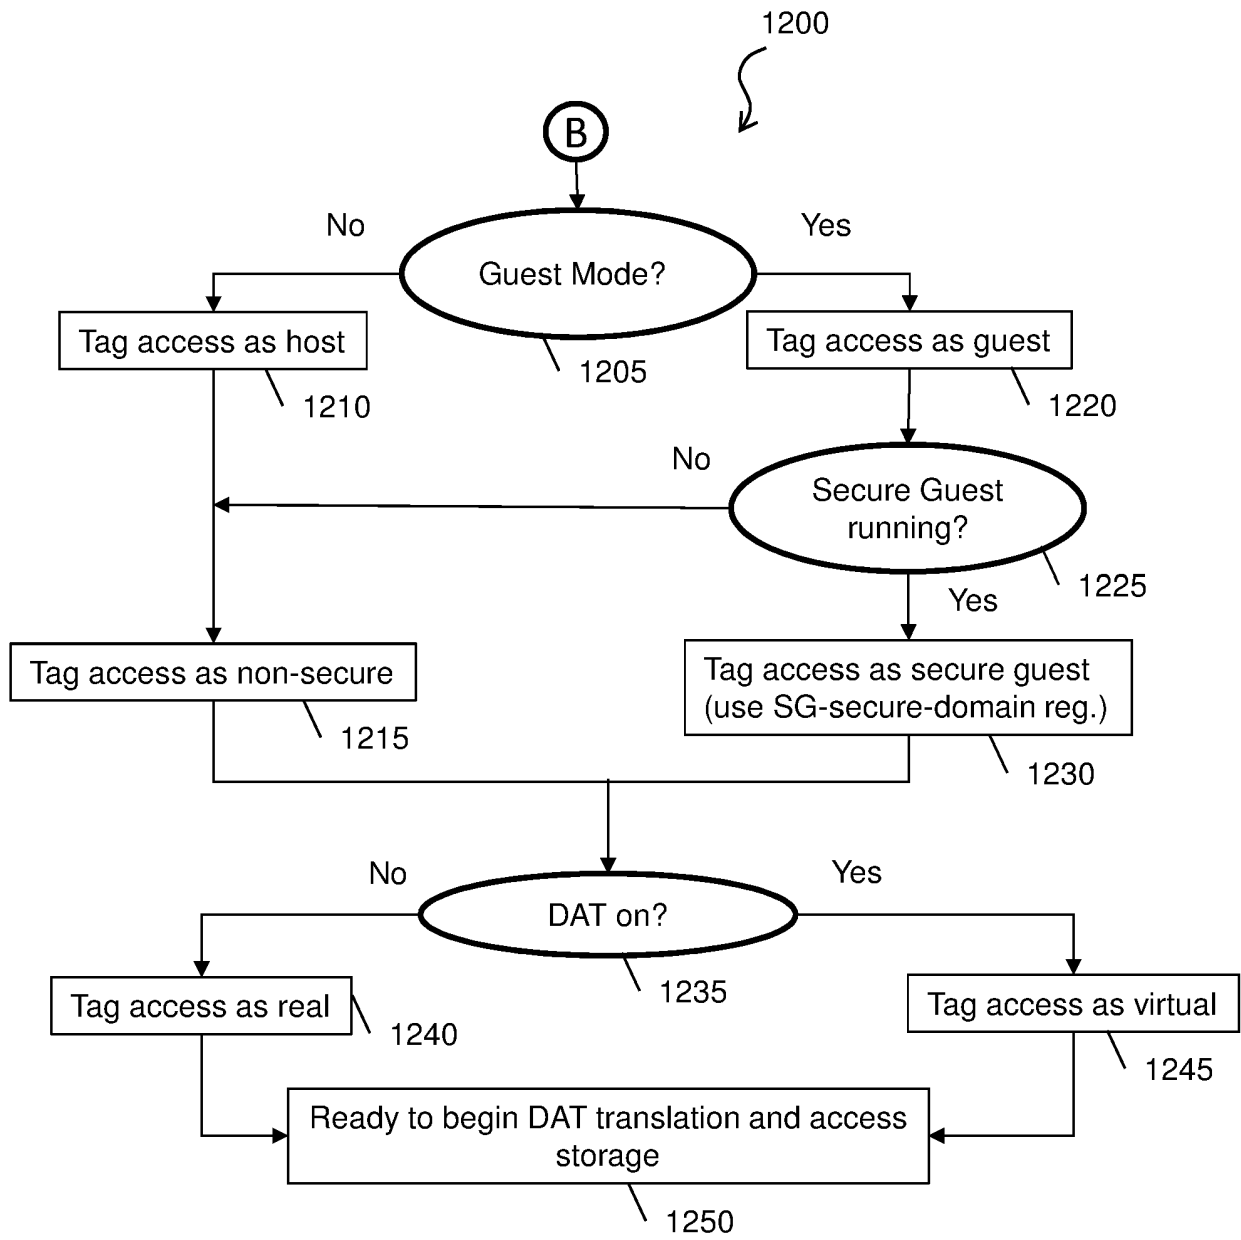 1200
B
No
Yes
Guest Mode?
Tag access as host
Tag access as guest
1205
1210
1220
No
Secure Guest
running?
1225
Yes
Tag access as non-secure
Tag access as secure guest
(use SG-secure-domain reg.)
1215
1230
No
Yes
DAT on?
1235
Tag access as real
Tag access as virtual
1240
1245
Ready to begin DAT translation and access
storage
1250